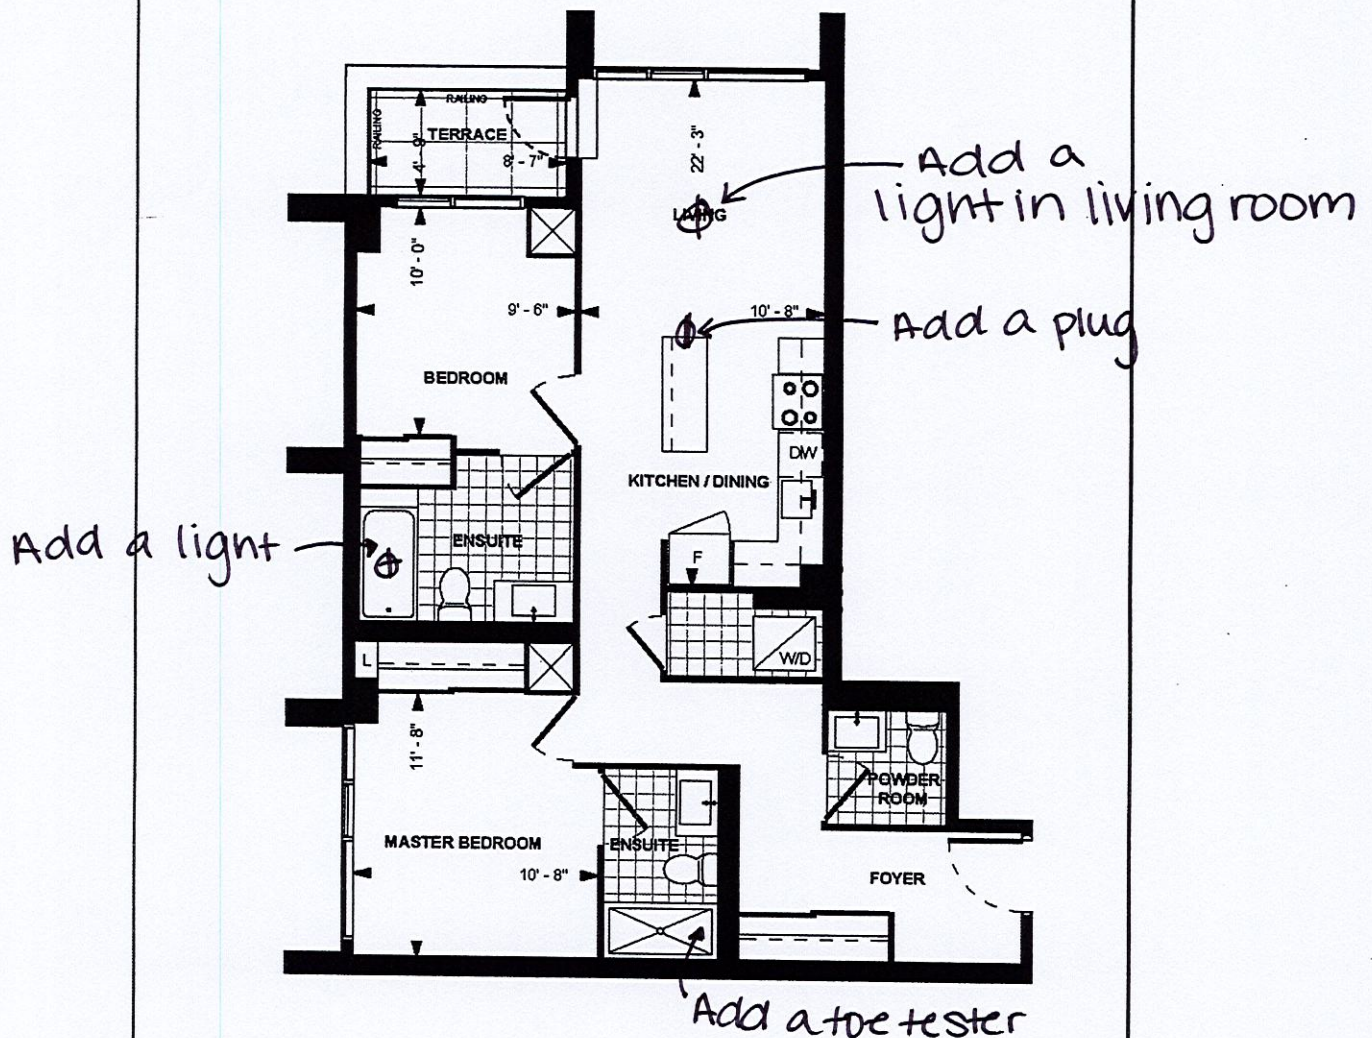 RAILING
RAILING
TERRACE
4' - 9"
8' - 7"
22' - 3"
Add a
light in living room
LIVING
10' - 0"
9' - 6"
10' - 8"
Add a plug
BEDROOM
DW
KITCHEN / DINING
Add a light
ENSUITE
F
W/D
L
11' - 8"
POWDER
ROOM
MASTER BEDROOM
ENSUITE
10' - 8"
FOYER
Add a toe tester